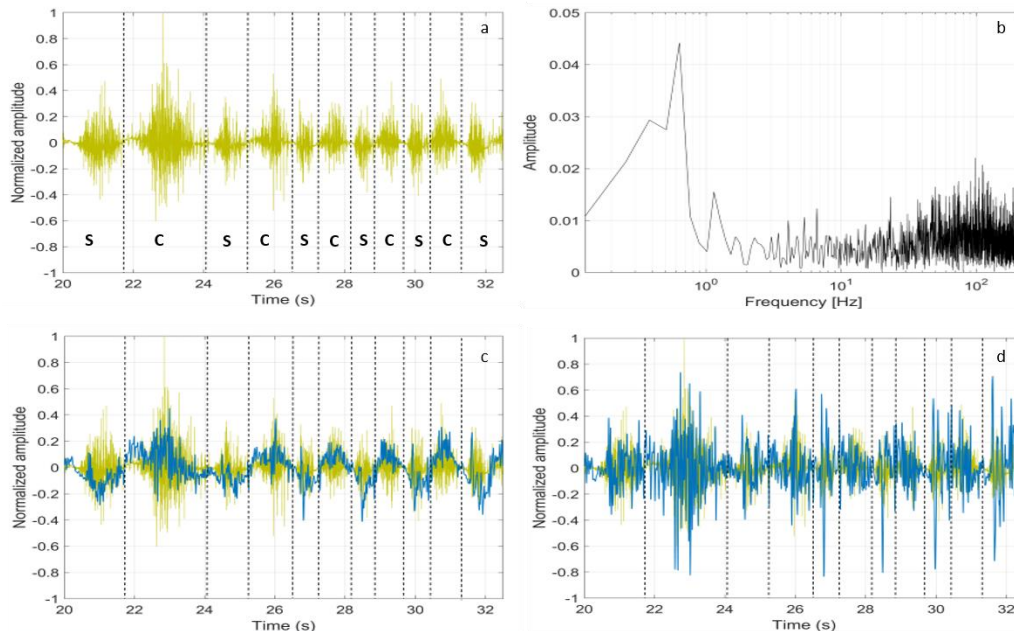 a
Normalized amplitude
1
0.8
0.6
0.4
0.2
0
-0.2
-0.4
-0.6
-0.8
-1
S C S C S C S C S C S
20 22 24 26 28 30 32
Time (s)
b
Amplitude
0.05
0.04
0.03
0.02
0.01
0
10⁰ 10¹ 10²
Frequency [Hz]
c
Normalized amplitude
1
0.8
0.6
0.4
0.2
0
-0.2
-0.4
-0.6
-0.8
-1
20 22 24 26 28 30 32
Time (s)
d
Normalized amplitude
1
0.8
0.6
0.4
0.2
0
-0.2
-0.4
-0.6
-0.8
-1
20 22 24 26 28 30 32
Time (s)